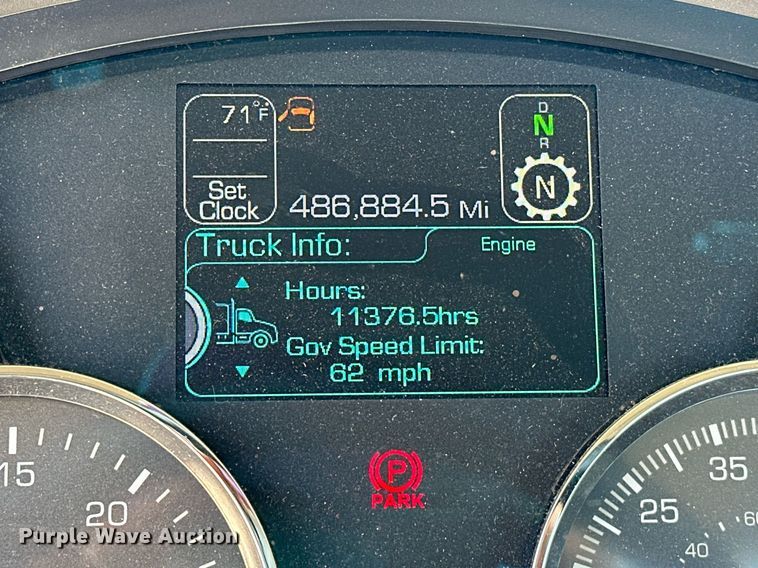 71°F
D
N
R
Set
Clock
486,884.5 Mi
N
Truck Info:
Engine
Hours:
11376.5hrs
Gov Speed Limit:
62 mph
P
PARK
15
20
25
35
40
60
Purple Wave Auction